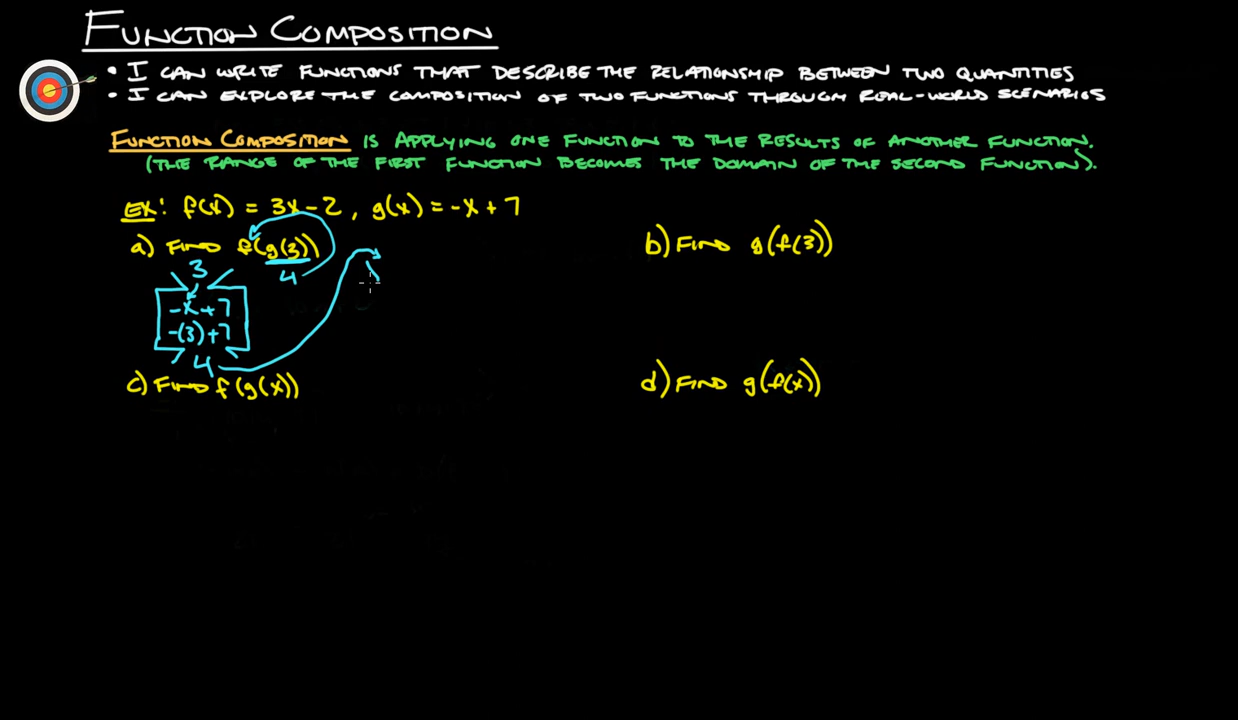 FUNCTION COMPOSITION
• I CAN WRITE FUNCTIONS THAT DESCRIBE THE RELATIONSHIP BETWEEN TWO QUANTITIES
• I CAN EXPLORE THE COMPOSITION OF TWO FUNCTIONS THROUGH REAL-WORLD SCENARIOS
FUNCTION COMPOSITION IS APPLYING ONE FUNCTION TO THE RESULTS OF ANOTHER FUNCTION.
(THE RANGE OF THE FIRST FUNCTION BECOMES THE DOMAIN OF THE SECOND FUNCTION).
EX: f(x) = 3x - 2, g(x) = -x + 7
a) FIND f(g(3))
4
3
-x + 7
-(3) + 7
4
b) FIND g(f(3))
c) FIND f(g(x))
d) FIND g(f(x))